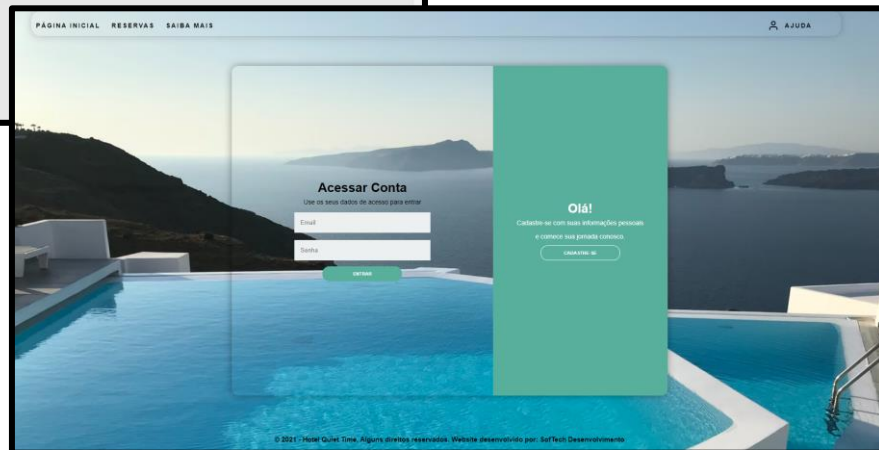 PÁGINA INICIAL RESERVAS SAIBA MAIS
AJUDA
Acessar Conta
Use os seus dados de acesso para entrar
Email
Senha
ENTRAR
Olá!
Cadastre-se com suas informações pessoais
e comece sua jornada conosco.
CADASTRE-SE
© 2021 - Hotel Quiet Time. Alguns direitos reservados. Website desenvolvido por: SofTech Desenvolvimento